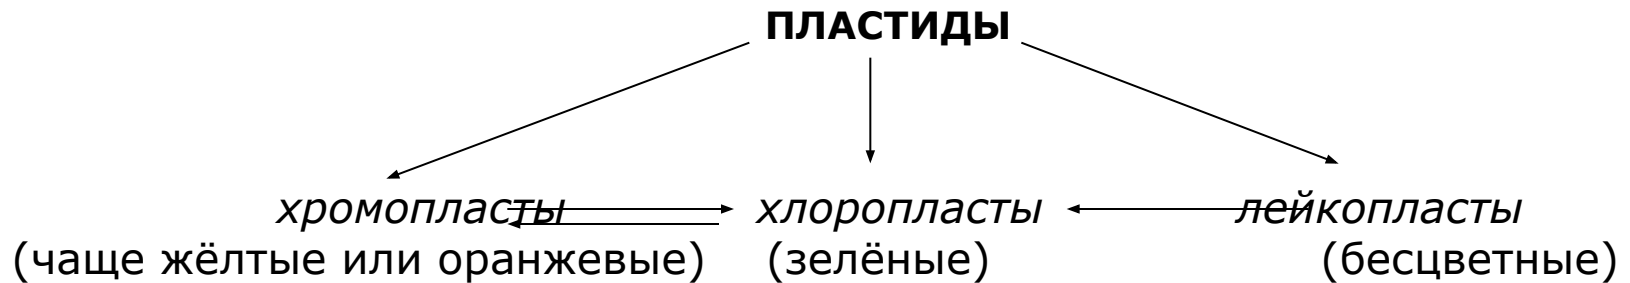 ПЛАСТИДЫ
хромопласты хлоропласты лейкопласты
(чаще жёлтые или оранжевые) (зелёные) (бесцветные)